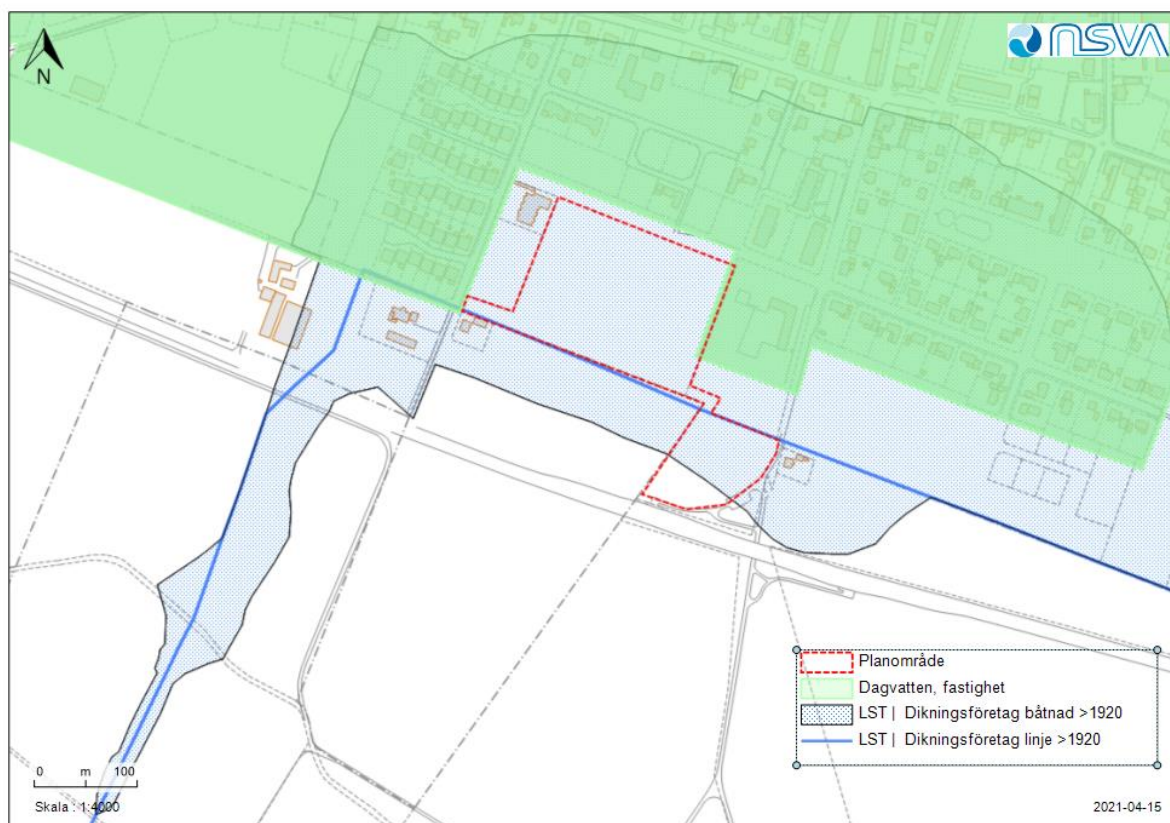 NSVA
N
Planområde
Dagvatten, fastighet
LST | Dikningsföretag båtnad >1920
LST | Dikningsföretag linje >1920
0 m 100
Skala : 1:4000
2021-04-15